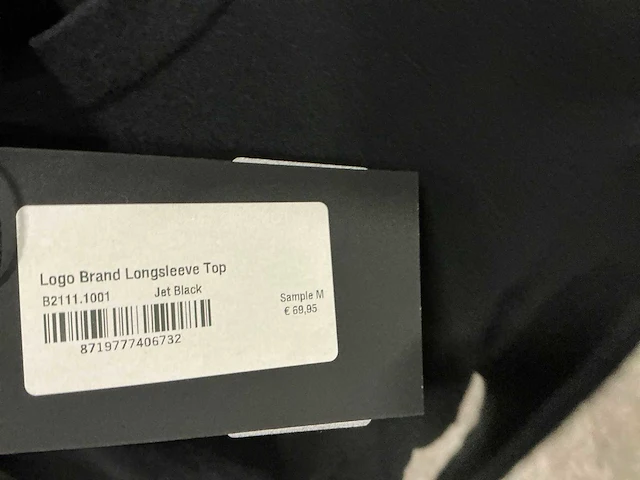 Logo Brand Longsleeve Top
B2111.1001 Jet Black
Sample M
€ 69,95
8719777406732